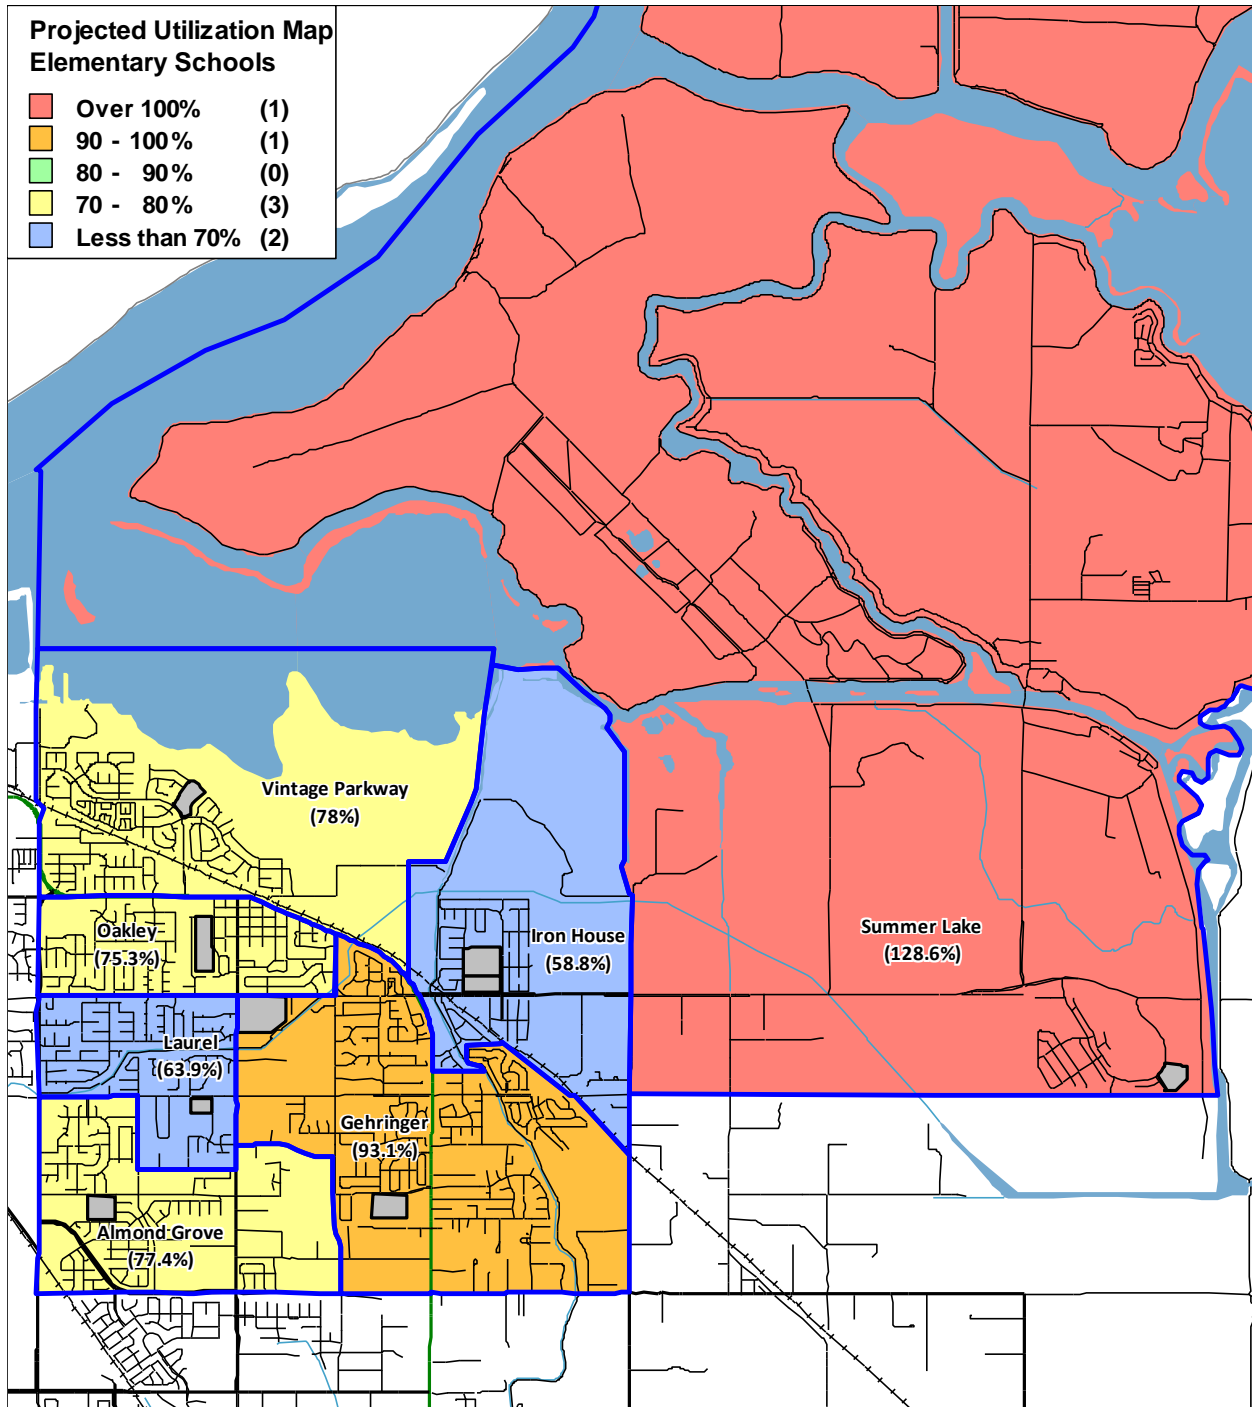 Projected Utilization Map
Elementary Schools
Over 100% (1)
90 - 100% (1)
80 - 90% (0)
70 - 80% (3)
Less than 70% (2)
Vintage Parkway
(78%)
Oakley
(75.3%)
Iron House
(58.8%)
Summer Lake
(128.6%)
Laurel
(63.9%)
Gehringer
(93.1%)
Almond Grove
(77.4%)